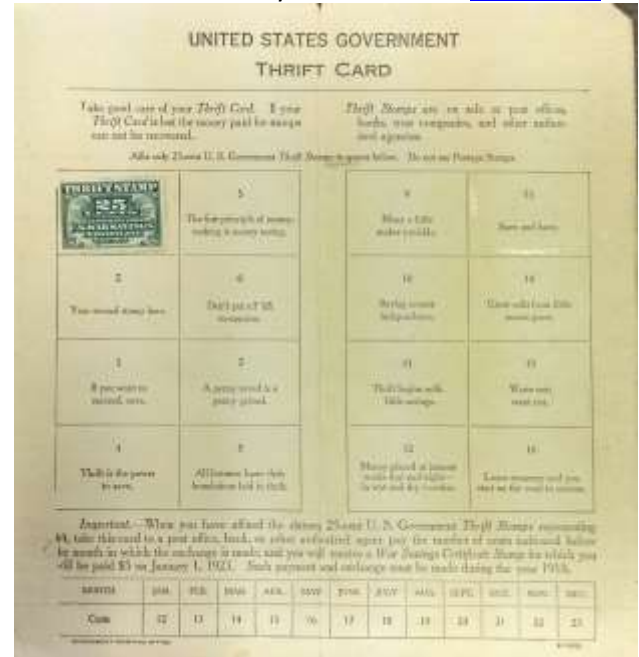 UNITED STATES GOVERNMENT
THRIFT CARD
Take good care of your Thrift Card. If your
Thrift Card is lost the money paid for stamps
can not be recovered.
Thrift Stamps are on sale at post offices,
banks, trust companies, and other author-
ized agencies.
Affix only 25-cent U. S. Government Thrift Stamps in spaces below. Do not use Postage Stamps.
THRIFT STAMP
25
WAR SAVINGS
5
The first principle of money-
making is money saving.
9
Many a little
makes a
13
Save and have.
2
Your second stamp here.
6
Don't put off till
10
Saving creates
independence.
14
Great oaks from little
acorns grow.
3
If you want to
succeed, save.
7
A penny saved is a
penny gained.
11
Thrift begins with
little savings.
15
Waste not,
want not.
4
Thrift is the power
to save.
8
All fortunes have their
foundations laid in thrift.
12
Money placed at interest
works day and night—
in wet and dry weather.
16
Learn economy and you
start on the road to success.
Important.—When you have affixed the sixteen 25-cent U. S. Government Thrift Stamps representing
$4, take this card to a post office, bank, or other authorized agent, pay the number of cents indicated below
the month in which the exchange is made, and you will receive a War Savings Certificate Stamp for which you
will be paid $5 on January 1, 1923. Such payment and exchange must be made during the year 1918.
MONTH JAN. FEB. MAR. APR. MAY JUNE JULY AUG. SEPT. OCT. NOV. DEC.
Cents 12 13 14 15 16 17 18 19 20 21 22 23